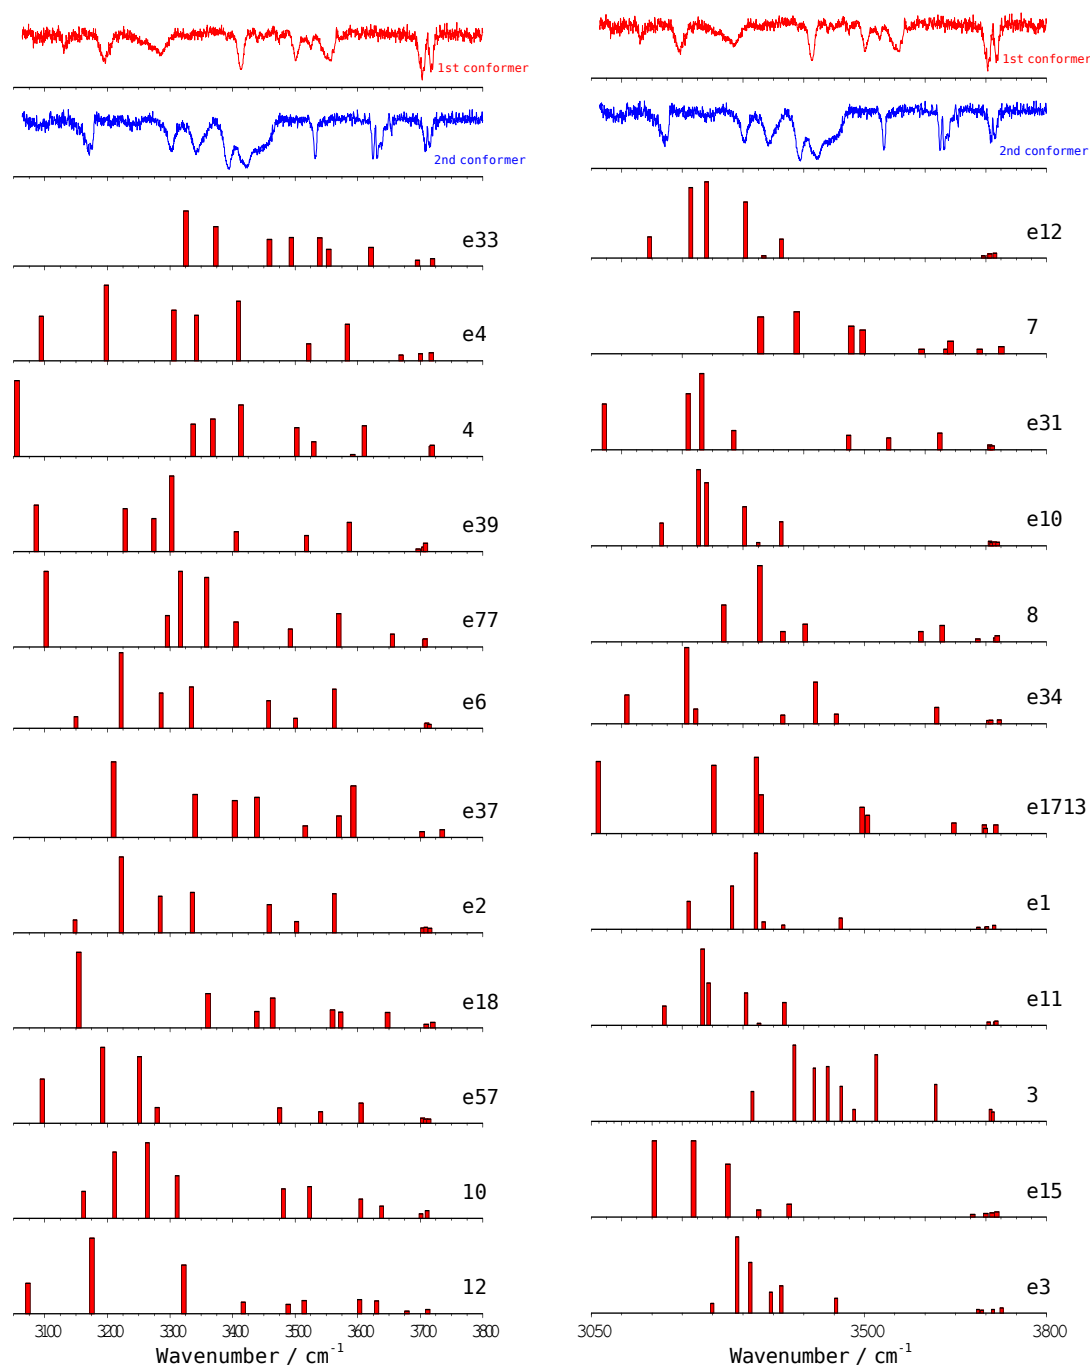 1st conformer
2nd conformer
e33
e4
4
e39
e77
e6
e37
e2
e18
e57
10
12
3100 3200 3300 3400 3500 3600 3700 3800
Wavenumber / cm-1
1st conformer
2nd conformer
e12
7
e31
e10
8
e34
e1713
e1
e11
3
e15
e3
3050 3500 3800
Wavenumber / cm-1